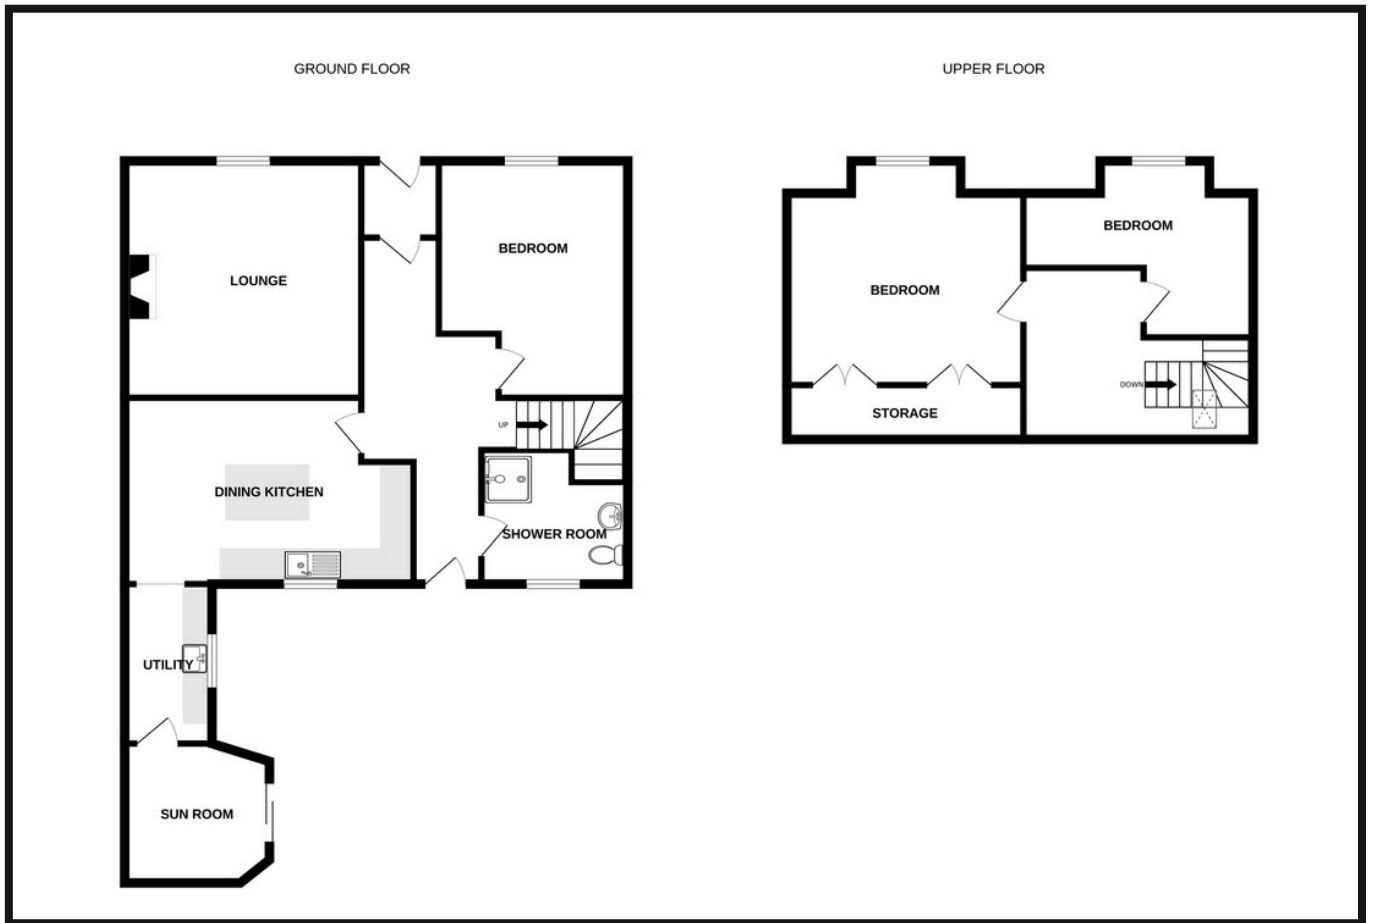 GROUND FLOOR
UPPER FLOOR
LOUNGE
BEDROOM
UP
DINING KITCHEN
SHOWER ROOM
UTILITY
SUN ROOM
BEDROOM
BEDROOM
DOWN
STORAGE